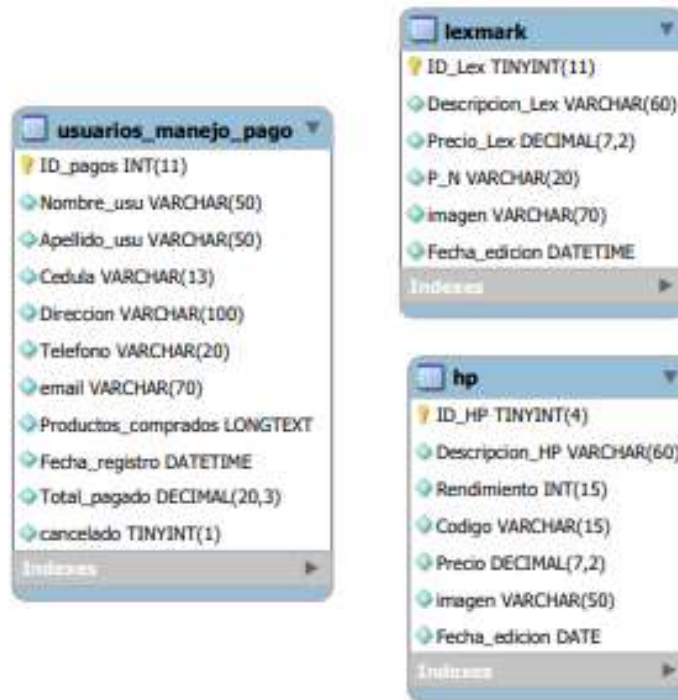 usuarios_manejo_pago
ID_pagos INT(11)
Nombre_usu VARCHAR(50)
Apellido_usu VARCHAR(50)
Cedula VARCHAR(13)
Direccion VARCHAR(100)
Telefono VARCHAR(20)
email VARCHAR(70)
Productos_comprados LONGTEXT
Fecha_registro DATETIME
Total_pagado DECIMAL(20,3)
cancelado TINYINT(1)
Indexes
lexmark
ID_Lex TINYINT(11)
Descripcion_Lex VARCHAR(60)
Precio_Lex DECIMAL(7,2)
P_N VARCHAR(20)
imagen VARCHAR(70)
Fecha_edicion DATETIME
Indexes
hp
ID_HP TINYINT(4)
Descripcion_HP VARCHAR(60)
Rendimiento INT(15)
Codigo VARCHAR(15)
Precio DECIMAL(7,2)
imagen VARCHAR(50)
Fecha_edicion DATE
Indexes